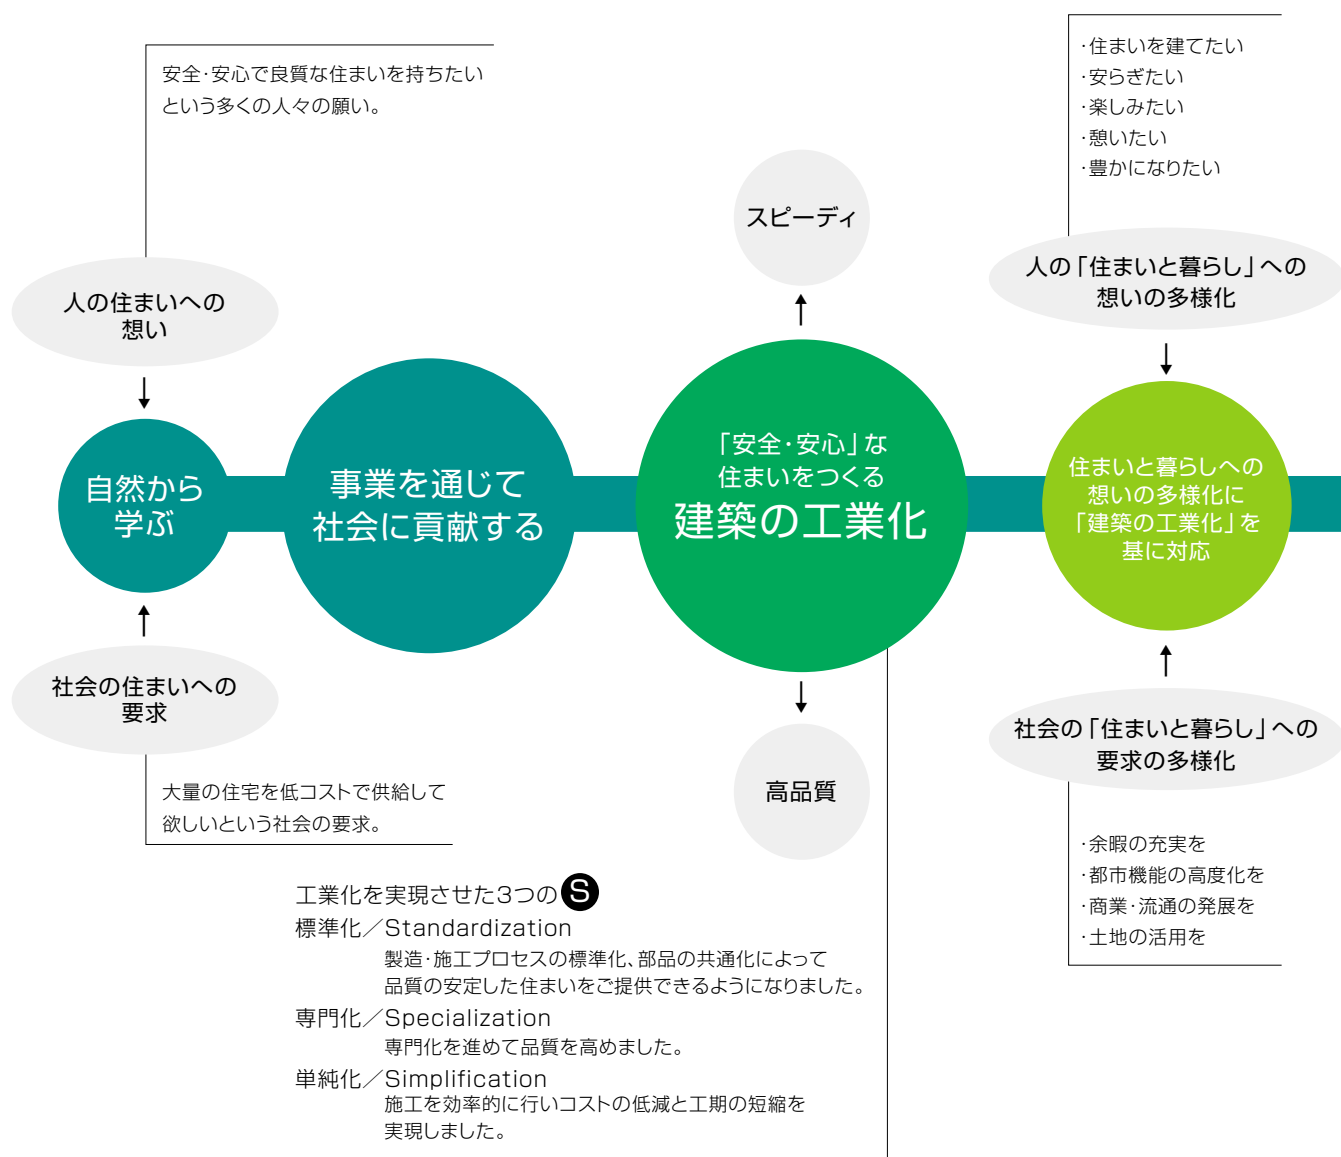 安全・安心で良質な住まいを持ちたい
という多くの人々の願い。
人の住まいへの
想い
自然から
学ぶ
社会の住まいへの
要求
大量の住宅を低コストで供給して
欲しいという社会の要求。
事業を通じて
社会に貢献する
スピーディ
「安全・安心」な
住まいをつくる
建築の工業化
高品質
工業化を実現させた3つのS
標準化／Standardization
製造・施工プロセスの標準化、部品の共通化によって
品質の安定した住まいをご提供できるようになりました。
専門化／Specialization
専門化を進めて品質を高めました。
単純化／Simplification
施工を効率的に行いコストの低減と工期の短縮を
実現しました。
・住まいを建てたい
・安らぎたい
・楽しみたい
・憩いたい
・豊かになりたい
人の「住まいと暮らし」への
想いの多様化
住まいと暮らしへの
想いの多様化に
「建築の工業化」を
基に対応
社会の「住まいと暮らし」への
要求の多様化
・余暇の充実を
・都市機能の高度化を
・商業・流通の発展を
・土地の活用を